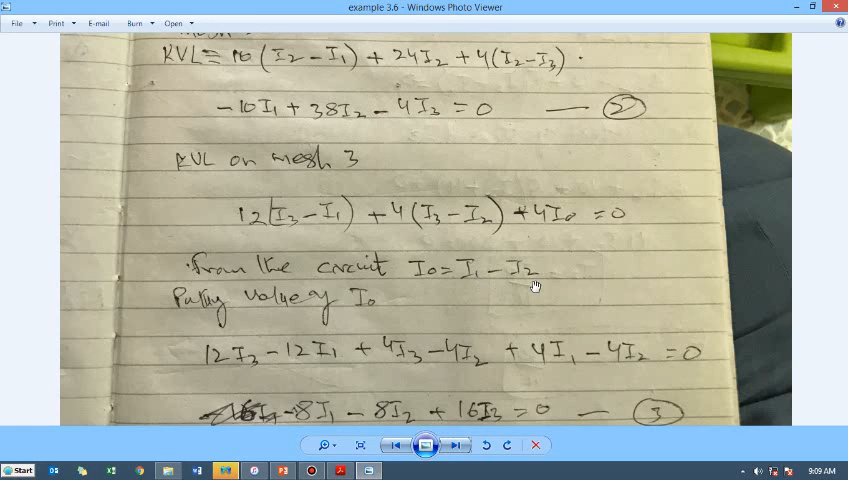 example 3.6 - Windows Photo Viewer
File Print E-mail Burn Open
KVL = 10 (I2 - I1) + 24I2 + 4(I2 - I3).
-10I1 + 38I2 - 4I3 = 0 — 2
KVL on mesh 3
12(I3 - I1) + 4(I3 - I2) + 4I0 = 0
From the circuit I0 = I1 - I2
Putting value of I0
12I3 - 12I1 + 4I3 - 4I2 + 4I1 - 4I2 = 0
-8I1 - 8I2 + 16I3 = 0 — 3
Start
9:09 AM